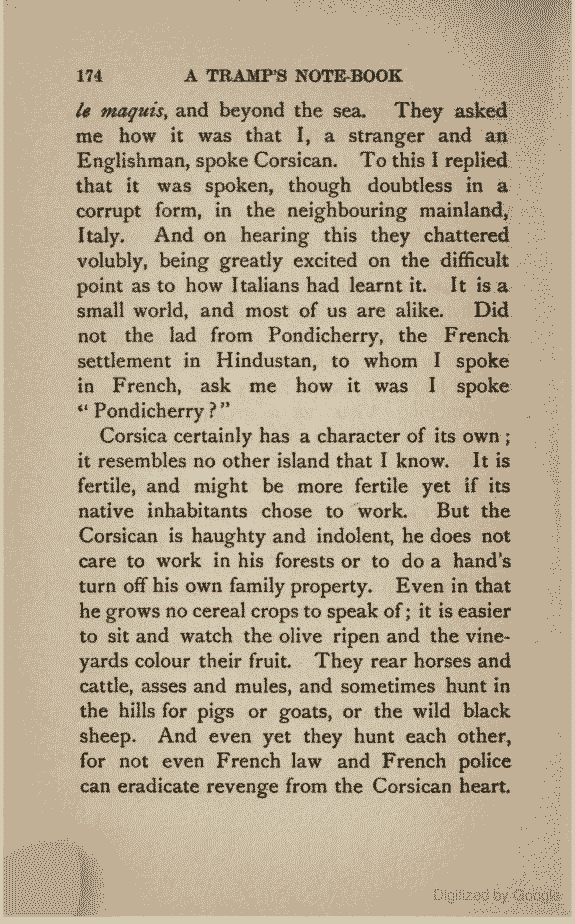 174 A TRAMP'S NOTE-BOOK
le maquis, and beyond the sea. They asked
me how it was that I, a stranger and an
Englishman, spoke Corsican. To this I replied
that it was spoken, though doubtless in a
corrupt form, in the neighbouring mainland,
Italy. And on hearing this they chattered
volubly, being greatly excited on the difficult
point as to how Italians had learnt it. It is a
small world, and most of us are alike. Did
not the lad from Pondicherry, the French
settlement in Hindustan, to whom I spoke
in French, ask me how it was I spoke
“ Pondicherry ? ”
Corsica certainly has a character of its own ;
it resembles no other island that I know. It is
fertile, and might be more fertile yet if its
native inhabitants chose to work. But the
Corsican is haughty and indolent, he does not
care to work in his forests or to do a hand's
turn off his own family property. Even in that
he grows no cereal crops to speak of ; it is easier
to sit and watch the olive ripen and the vine-
yards colour their fruit. They rear horses and
cattle, asses and mules, and sometimes hunt in
the hills for pigs or goats, or the wild black
sheep. And even yet they hunt each other,
for not even French law and French police
can eradicate revenge from the Corsican heart.
Digitized by Google